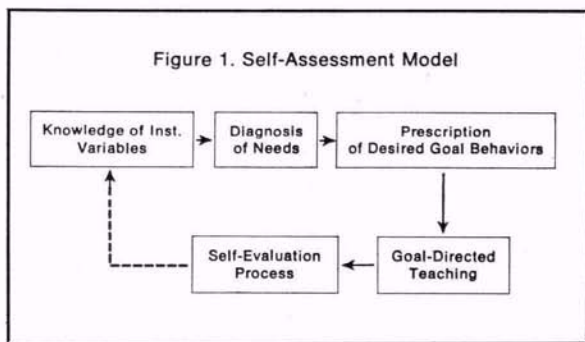 Figure 1. Self-Assessment Model
Knowledge of Inst.
Variables
Diagnosis
of Needs
Prescription
of Desired Goal Behaviors
Self-Evaluation
Process
Goal-Directed
Teaching